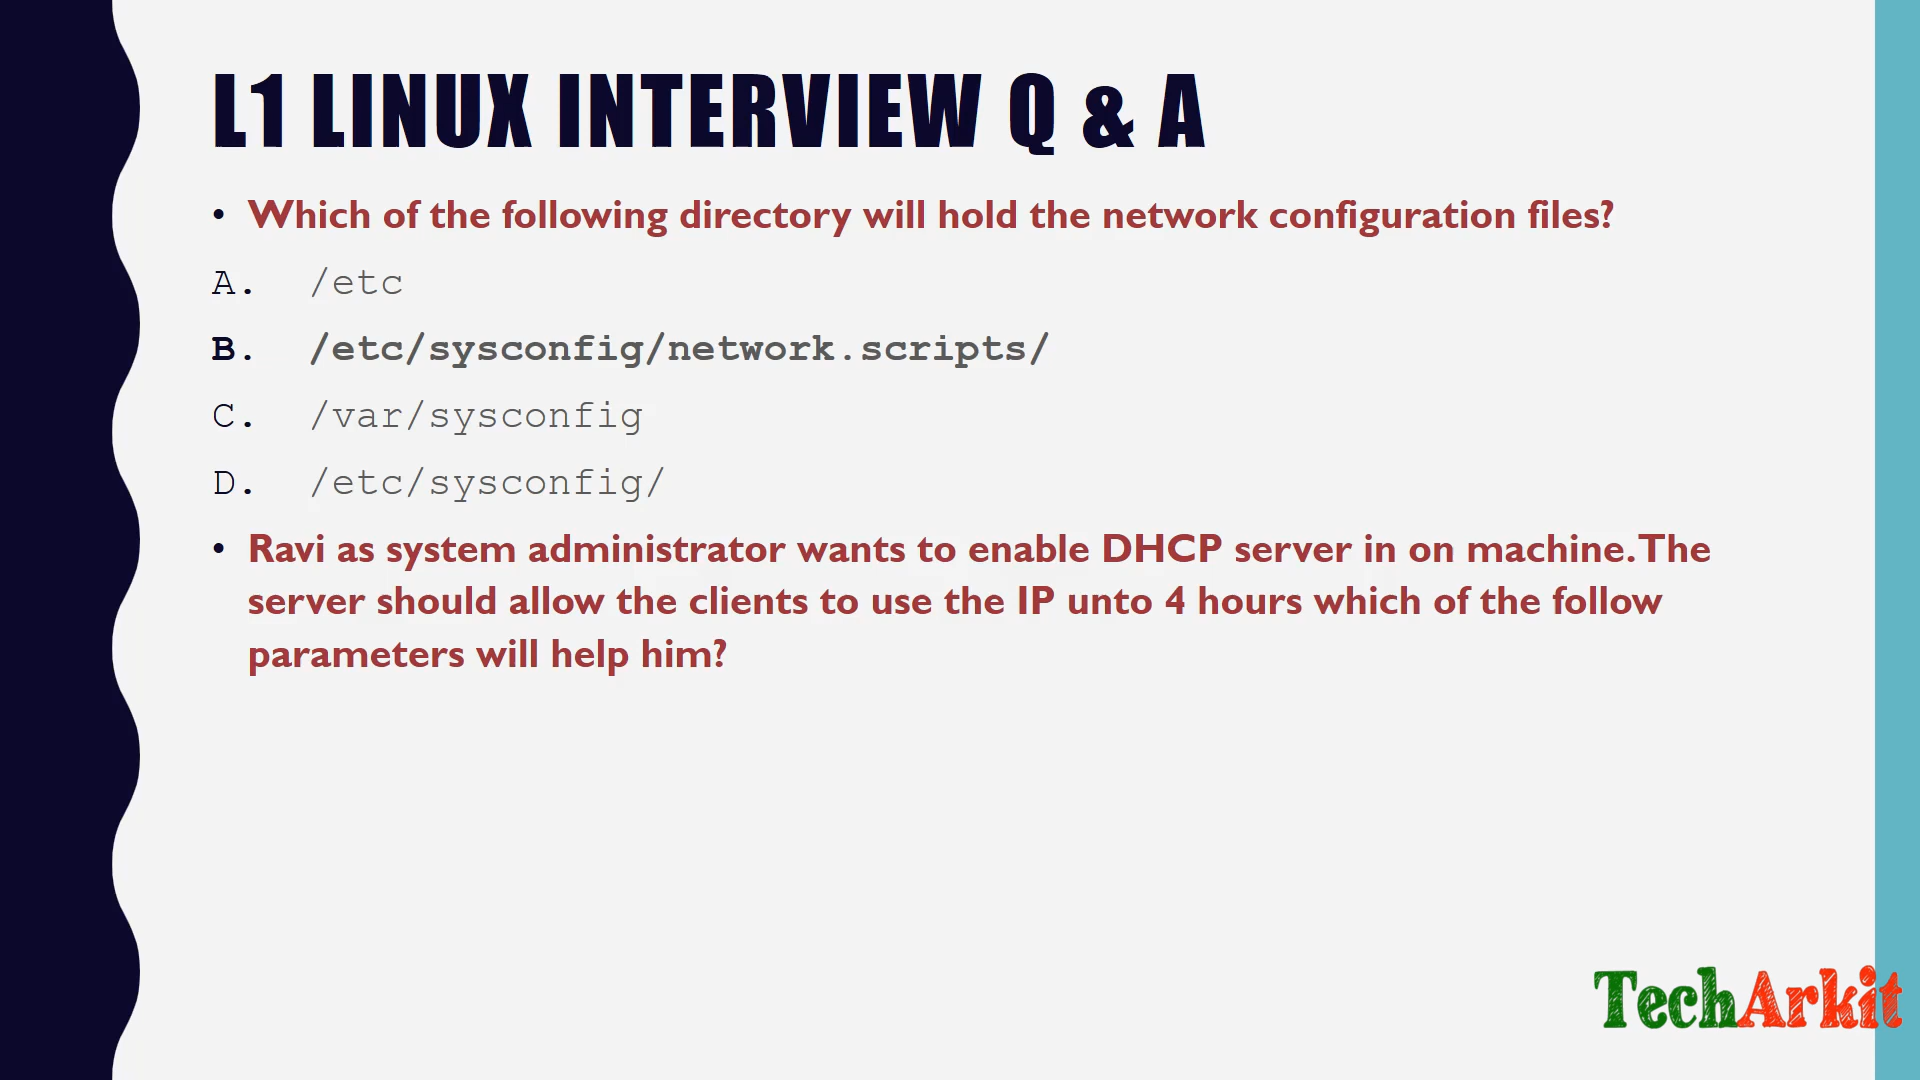 L1 LINUX INTERVIEW Q & A
• Which of the following directory will hold the network configuration files?
A. /etc
B. /etc/sysconfig/network.scripts/
C. /var/sysconfig
D. /etc/sysconfig/
• Ravi as system administrator wants to enable DHCP server in on machine. The
server should allow the clients to use the IP unto 4 hours which of the follow
parameters will help him?
TechArkit